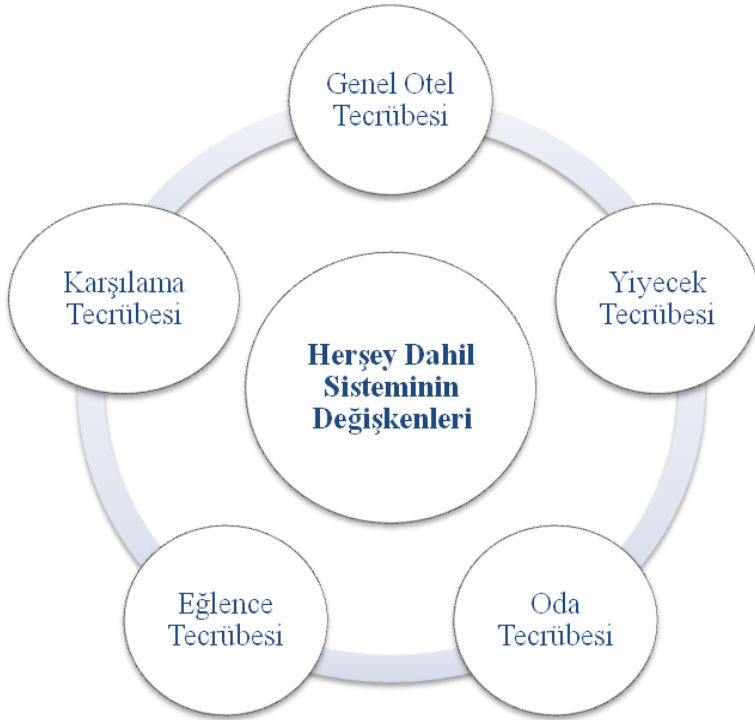 Genel Otel
Tecrübesi
Karşılama
Tecrübesi
Yiyecek
Tecrübesi
Herşey Dahil
Sisteminin
Değişkenleri
Eğlence
Tecrübesi
Oda
Tecrübesi